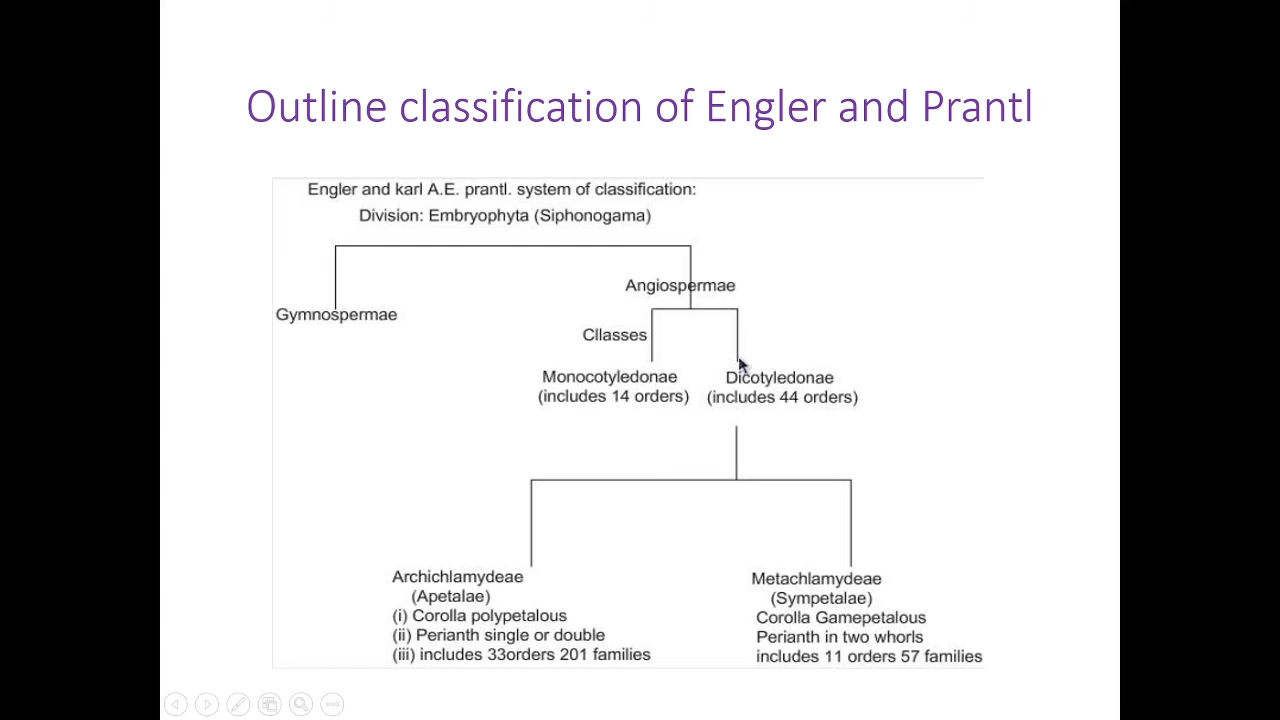 Outline classification of Engler and Prantl
Engler and karl A.E. prantl. system of classification:
Division: Embryophyta (Siphonogama)
Angiospermae
Gymnospermae
Cllasses
Monocotyledonae
(includes 14 orders)
Dicotyledonae
(includes 44 orders)
Archichlamydeae
(Apetalae)
(i) Corolla polypetalous
(ii) Perianth single or double
(iii) includes 33orders 201 families
Metachlamydeae
(Sympetalae)
Corolla Gamepetalous
Perianth in two whorls
includes 11 orders 57 families